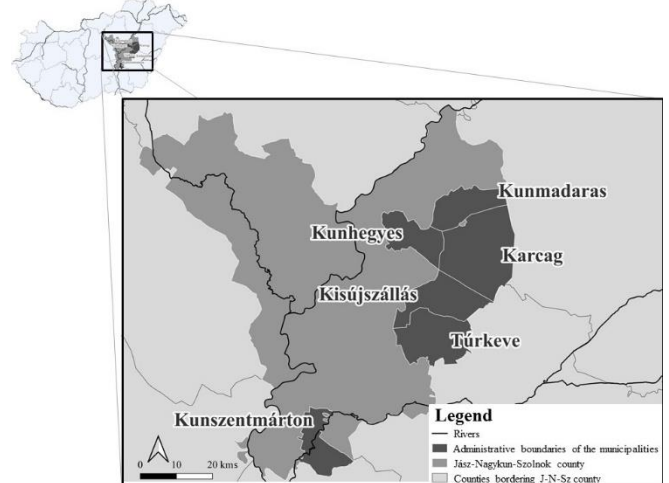 Kunmadaras
Kunhegyes
Karcag
Kisújszállás
Túrkeve
Kunszentmárton
0 10 20 kms
Legend
Rivers
Administrative boundaries of the municipalities
Jász-Nagykun-Szolnok county
Counties bordering J-N-Sz county